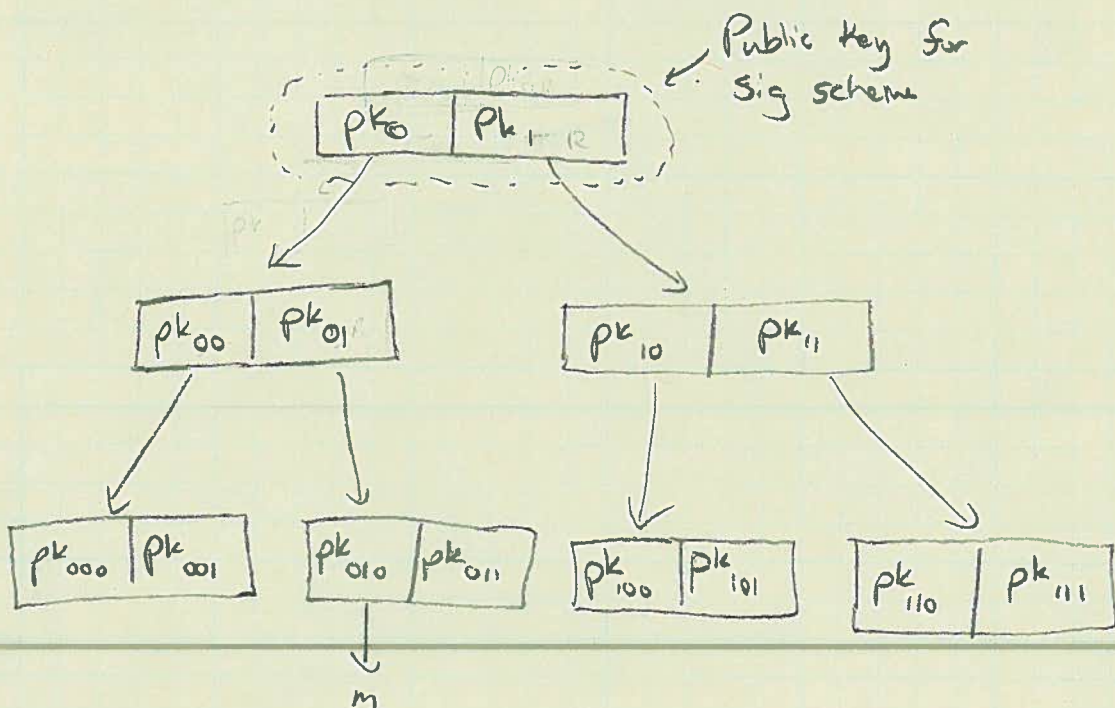 Public Key for
Sig scheme
pk₀ pk₁
pk₀₀ pk₀₁ pk₁₀ pk₁₁
pk₀₀₀ pk₀₀₁ pk₀₁₀ pk₀₁₁ pk₁₀₀ pk₁₀₁ pk₁₁₀ pk₁₁₁
m